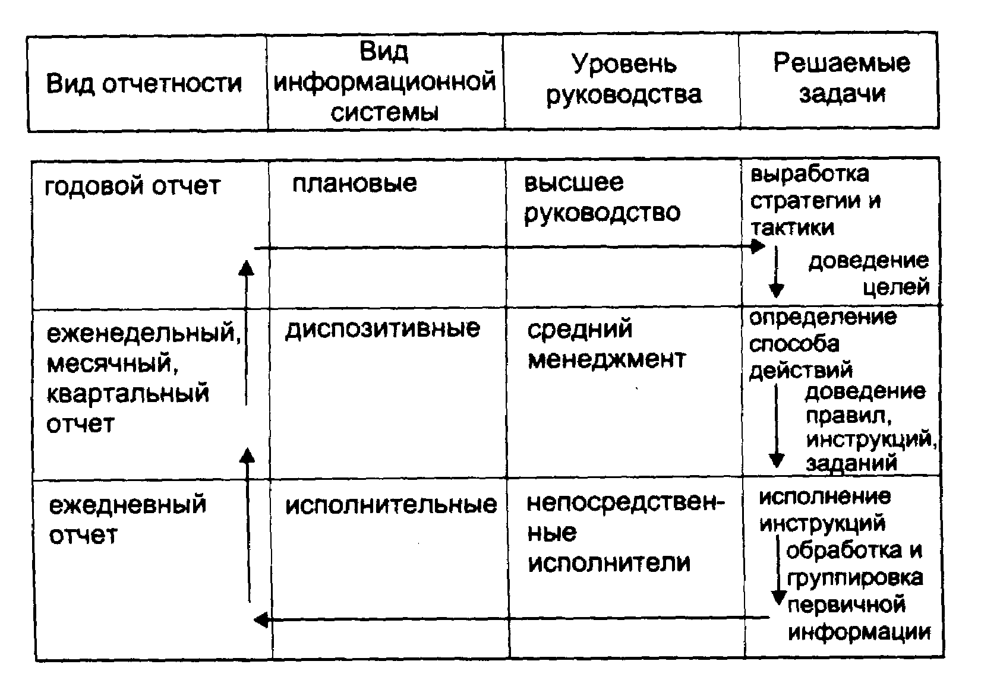 Вид отчетности
Вид
информационной
системы
Уровень
руководства
Решаемые
задачи
годовой отчет
плановые
высшее
руководство
выработка
стратегии и
тактики
доведение
целей
еженедельный,
месячный,
квартальный
отчет
диспозитивные
средний
менеджмент
определение
способа
действий
доведение
правил,
инструкций,
заданий
ежедневный
отчет
исполнительные
непосредствен-
ные
исполнители
исполнение
инструкций
обработка и
группировка
первичной
информации